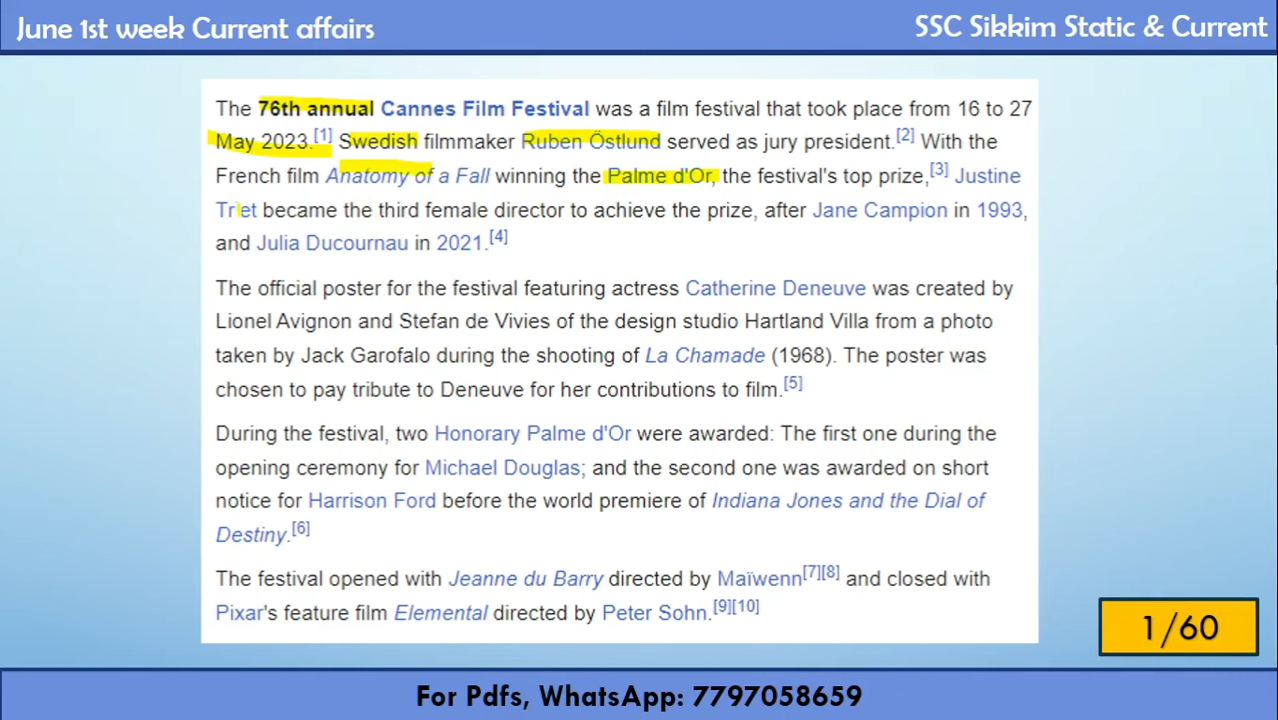 June 1st week Current affairs
SSC Sikkim Static & Current
The 76th annual Cannes Film Festival was a film festival that took place from 16 to 27
May 2023.[1] Swedish filmmaker Ruben Östlund served as jury president.[2] With the
French film Anatomy of a Fall winning the Palme d'Or, the festival's top prize,[3] Justine
Triet became the third female director to achieve the prize, after Jane Campion in 1993,
and Julia Ducournau in 2021.[4]
The official poster for the festival featuring actress Catherine Deneuve was created by
Lionel Avignon and Stefan de Vivies of the design studio Hartland Villa from a photo
taken by Jack Garofalo during the shooting of La Chamade (1968). The poster was
chosen to pay tribute to Deneuve for her contributions to film.[5]
During the festival, two Honorary Palme d'Or were awarded: The first one during the
opening ceremony for Michael Douglas; and the second one was awarded on short
notice for Harrison Ford before the world premiere of Indiana Jones and the Dial of
Destiny.[6]
The festival opened with Jeanne du Barry directed by Maïwenn[7][8] and closed with
Pixar's feature film Elemental directed by Peter Sohn.[9][10]
1/60
For Pdfs, WhatsApp: 7797058659